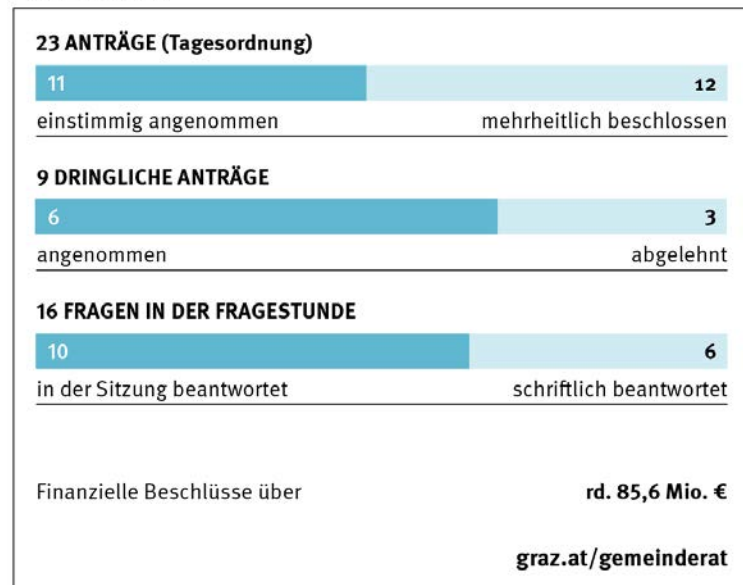 23 ANTRÄGE (Tagesordnung)
11 12
einstimmig angenommen mehrheitlich beschlossen
9 DRINGLICHE ANTRÄGE
6 3
angenommen abgelehnt
16 FRAGEN IN DER FRAGESTUNDE
10 6
in der Sitzung beantwortet schriftlich beantwortet
Finanzielle Beschlüsse über rd. 85,6 Mio. €
graz.at/gemeinderat